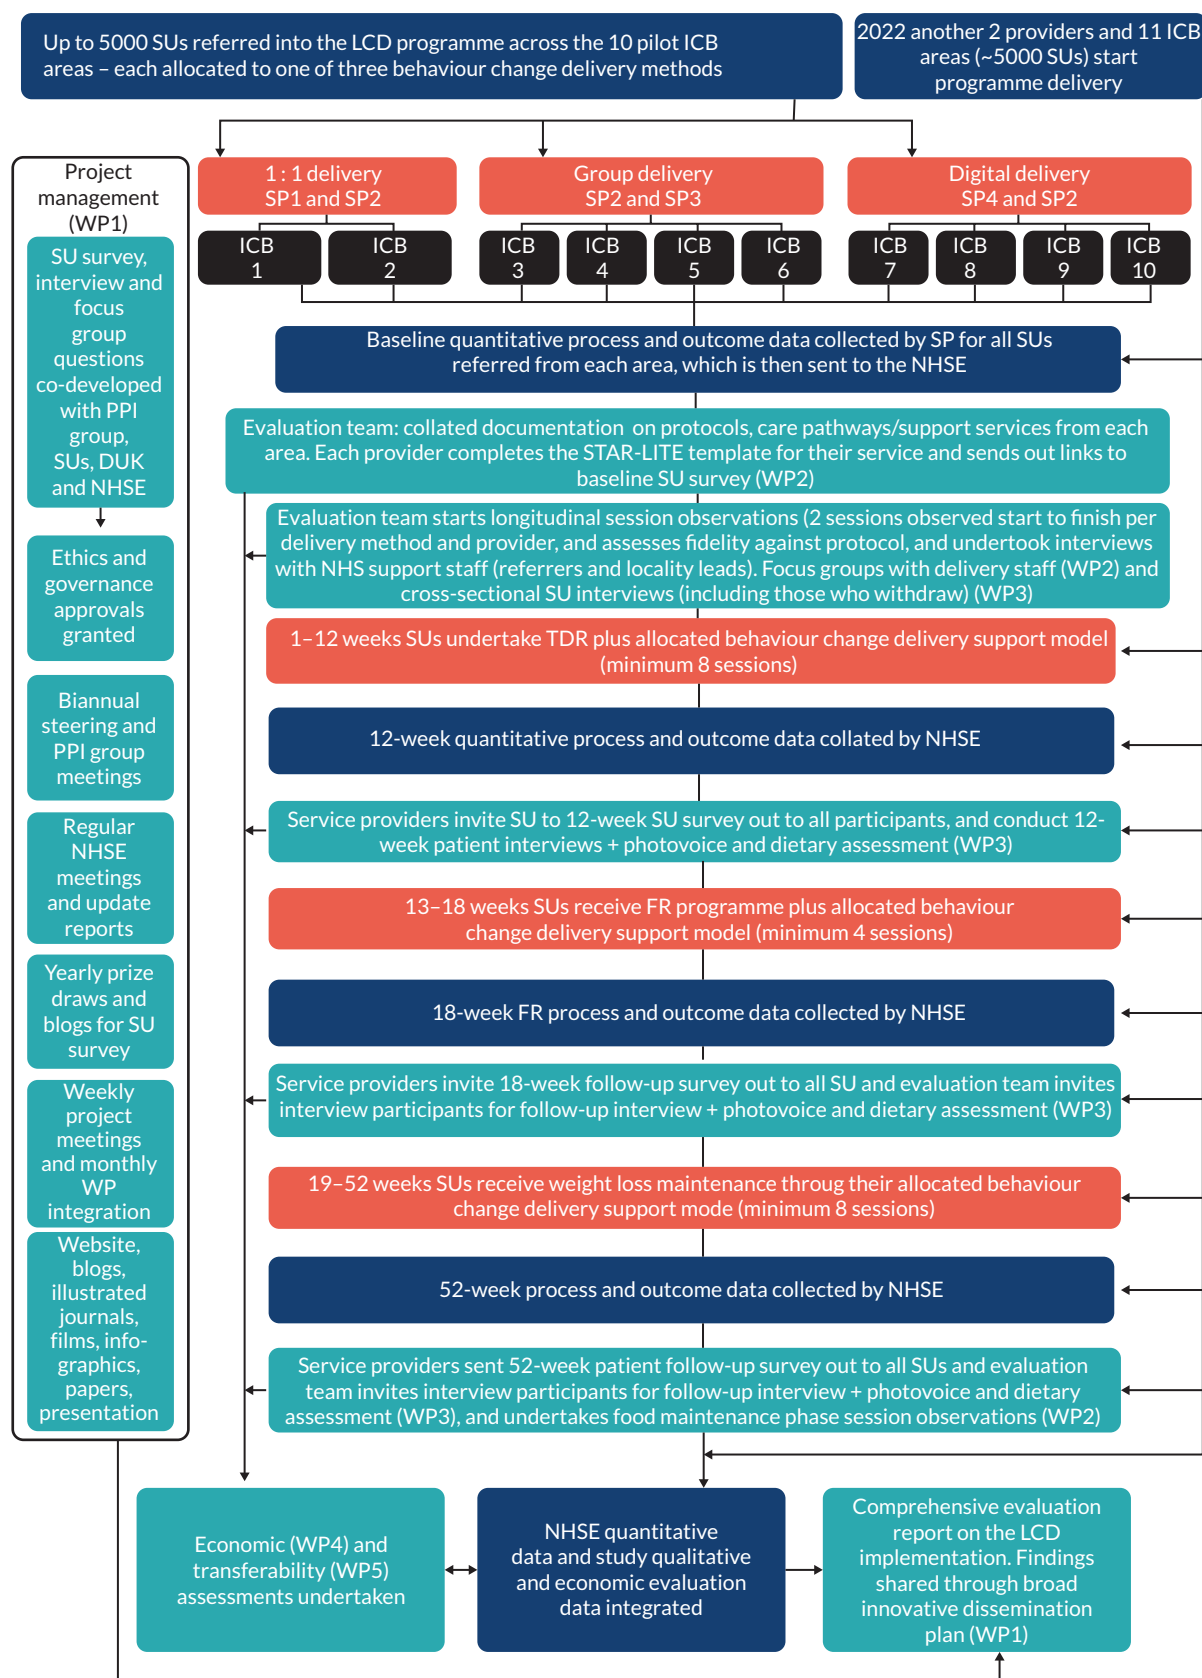 Up to 5000 SUs referred into the LCD programme across the 10 pilot ICB
areas – each allocated to one of three behaviour change delivery methods
2022 another 2 providers and 11 ICB
areas (~5000 SUs) start
programme delivery
Project
management
(WP1)
SU survey,
interview and
focus
group
questions
co-developed
with PPI
group,
SUs, DUK
and NHSE
Ethics and
governance
approvals
granted
Biannual
steering and
PPI group
meetings
Regular
NHSE
meetings
and update
reports
Yearly prize
draws and
blogs for SU
survey
Weekly
project
meetings
and monthly
WP
integration
Website,
blogs,
illustrated
journals,
films, info-
graphics,
papers,
presentation
1 : 1 delivery
SP1 and SP2
Group delivery
SP2 and SP3
Digital delivery
SP4 and SP2
ICB
1
ICB
2
ICB
3
ICB
4
ICB
5
ICB
6
ICB
7
ICB
8
ICB
9
ICB
10
Baseline quantitative process and outcome data collected by SP for all SUs
referred from each area, which is then sent to the NHSE
Evaluation team: collated documentation on protocols, care pathways/support services from each
area. Each provider completes the STAR-LITE template for their service and sends out links to
baseline SU survey (WP2)
Evaluation team starts longitudinal session observations (2 sessions observed start to finish per
delivery method and provider, and assesses fidelity against protocol, and undertook interviews
with NHS support staff (referrers and locality leads). Focus groups with delivery staff (WP2) and
cross-sectional SU interviews (including those who withdraw) (WP3)
1–12 weeks SUs undertake TDR plus allocated behaviour change delivery support model
(minimum 8 sessions)
12-week quantitative process and outcome data collated by NHSE
Service providers invite SU to 12-week SU survey out to all participants, and conduct 12-
week patient interviews + photovoice and dietary assessment (WP3)
13–18 weeks SUs receive FR programme plus allocated behaviour
change delivery support model (minimum 4 sessions)
18-week FR process and outcome data collected by NHSE
Service providers invite 18-week follow-up survey out to all SU and evaluation team invites
interview participants for follow-up interview + photovoice and dietary assessment (WP3)
19–52 weeks SUs receive weight loss maintenance throug their allocated behaviour
change delivery support mode (minimum 8 sessions)
52-week process and outcome data collected by NHSE
Service providers sent 52-week patient follow-up survey out to all SUs and evaluation
team invites interview participants for follow-up interview + photovoice and dietary
assessment (WP3), and undertakes food maintenance phase session observations (WP2)
Economic (WP4) and
transferability (WP5)
assessments undertaken
NHSE quantitative
data and study qualitative
and economic evaluation
data integrated
Comprehensive evaluation
report on the LCD
implementation. Findings
shared through broad
innovative dissemination
plan (WP1)